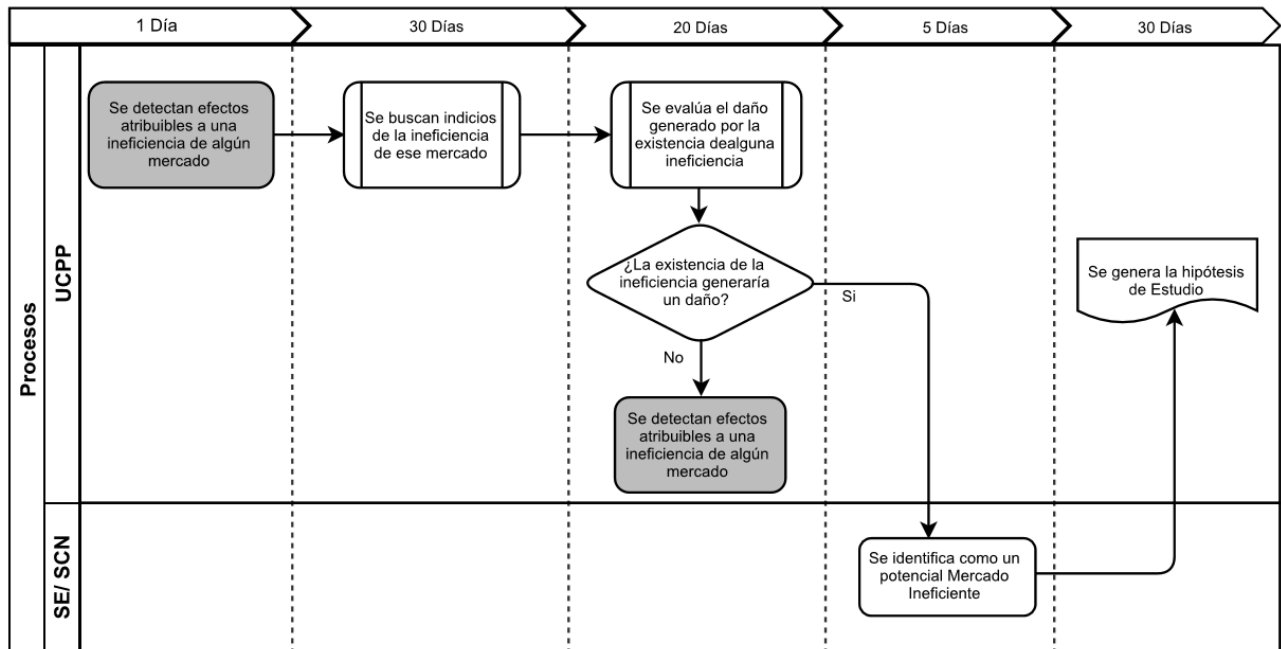 1 Día
30 Días
20 Días
5 Días
30 Días
Procesos
UCPP
Se detectan efectos
atribuibles a una
ineficiencia de algún
mercado
Se buscan indicios
de la ineficiencia
de ese mercado
Se evalúa el daño
generado por la
existencia dealguna
ineficiencia
¿La existencia de la
ineficiencia generaría
un daño?
Si
No
Se detectan efectos
atribuibles a una
ineficiencia de algún
mercado
Se genera la hipótesis
de Estudio
SE/ SCN
Se identifica como un
potencial Mercado
Ineficiente